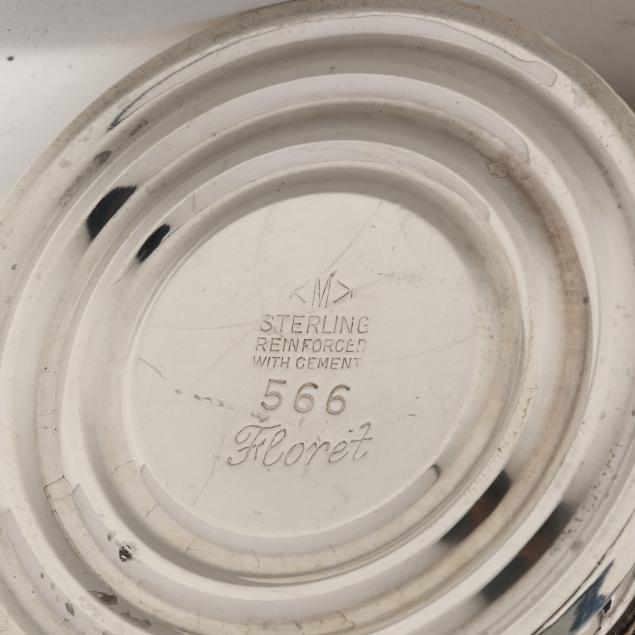 <M>
STERLING
REINFORCED
WITH CEMENT
566
Floret